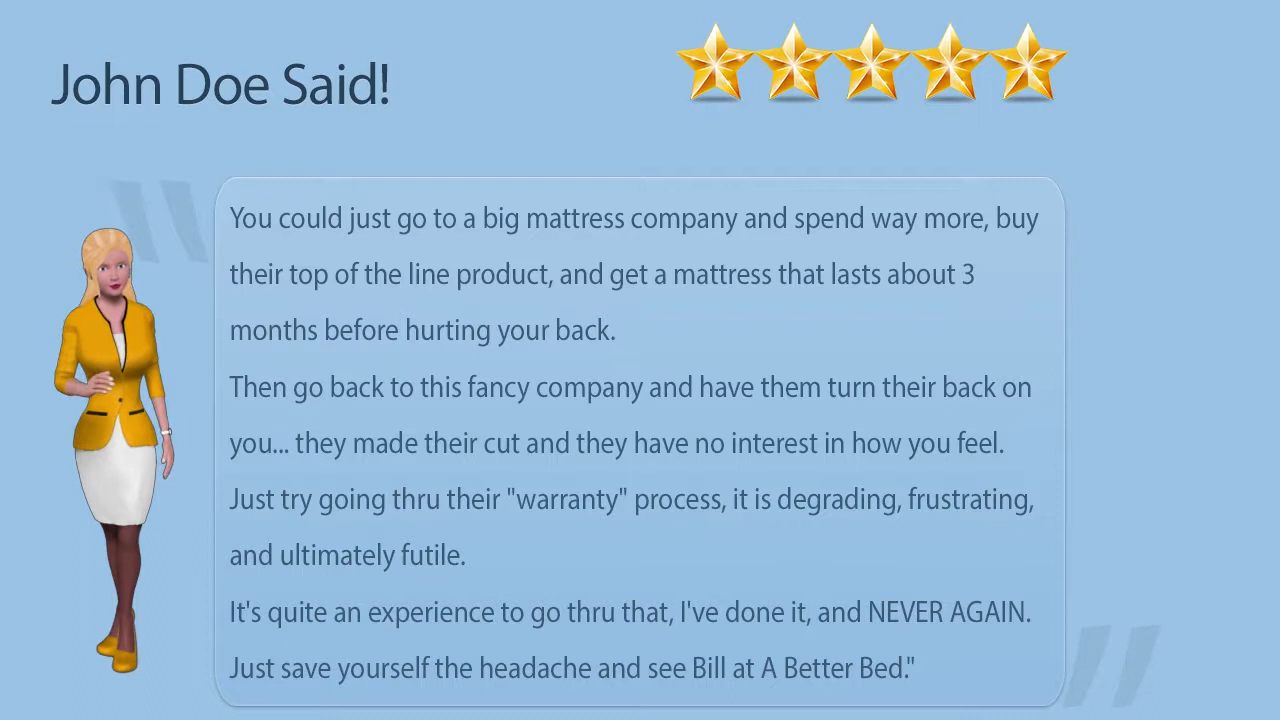 John Doe Said!
You could just go to a big mattress company and spend way more, buy
their top of the line product, and get a mattress that lasts about 3
months before hurting your back.
Then go back to this fancy company and have them turn their back on
you... they made their cut and they have no interest in how you feel.
Just try going thru their "warranty" process, it is degrading, frustrating,
and ultimately futile.
It's quite an experience to go thru that, I've done it, and NEVER AGAIN.
Just save yourself the headache and see Bill at A Better Bed."